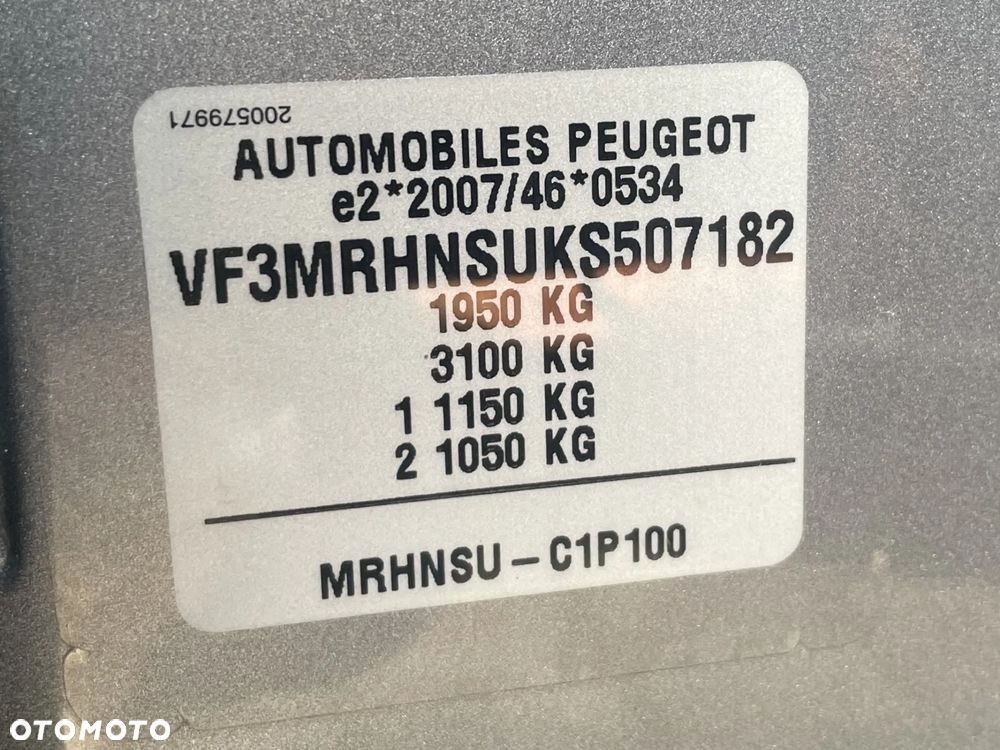 200579971
AUTOMOBILES PEUGEOT
e2*2007/46*0534
VF3MRHNSUKS507182
1950 KG
3100 KG
1 1150 KG
2 1050 KG
MRHNSU – C1P100
OTOMOTO